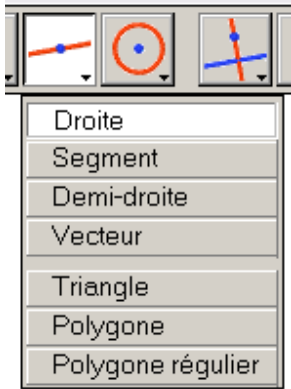 Droite
Segment
Demi-droite
Vecteur
Triangle
Polygone
Polygone régulier